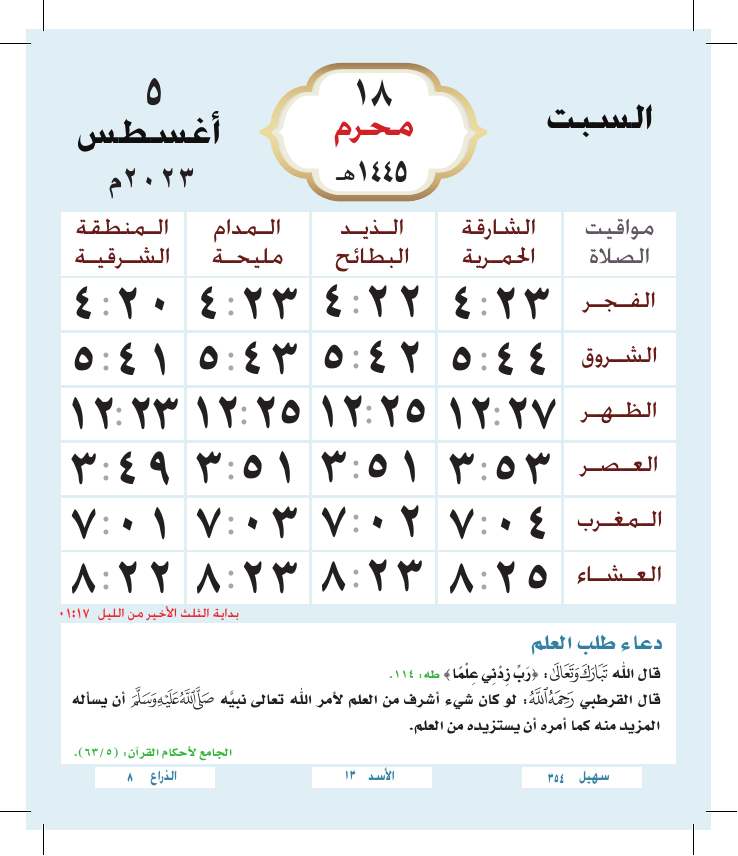 السبت
١٨
محرم
١٤٤٥هـ
٥
أغسطس
٢٠٢٣م
مواقيت الصلاة | الشارقة الحمرية | الذيد البطائح | المدام مليحة | المنطقة الشرقية
الفجر ٤:٢٣ ٤:٢٢ ٤:٢٣ ٤:٢٠
الشروق ٥:٤٤ ٥:٤٢ ٥:٤٣ ٥:٤١
الظهر ١٢:٢٧ ١٢:٢٥ ١٢:٢٥ ١٢:٢٣
العصر ٣:٥٣ ٣:٥١ ٣:٥١ ٣:٤٩
المغرب ٧:٠٤ ٧:٠٢ ٧:٠٣ ٧:٠١
العشاء ٨:٢٥ ٨:٢٣ ٨:٢٣ ٨:٢٢
بداية الثلث الأخير من الليل ٠١:١٧
دعاء طلب العلم
قال الله تَبَارَكَ وَتَعَالَىٰ: ﴿رَبِّ زِدْنِي عِلْمًا﴾ طه: ١١٤.
قال القرطبي رَحِمَهُ ٱللَّهُ: لو كان شيء أشرف من العلم لأمر الله تعالى نبيَّه صَلَّى ٱللَّهُ عَلَيْهِ وَسَلَّمَ أن يسأله
المزيد منه كما أمره أن يستزيده من العلم.
الجامع لأحكام القرآن: (٦٣/٥).
سهيل ٣٥٤
الأسد ١٣
الذراع ٨